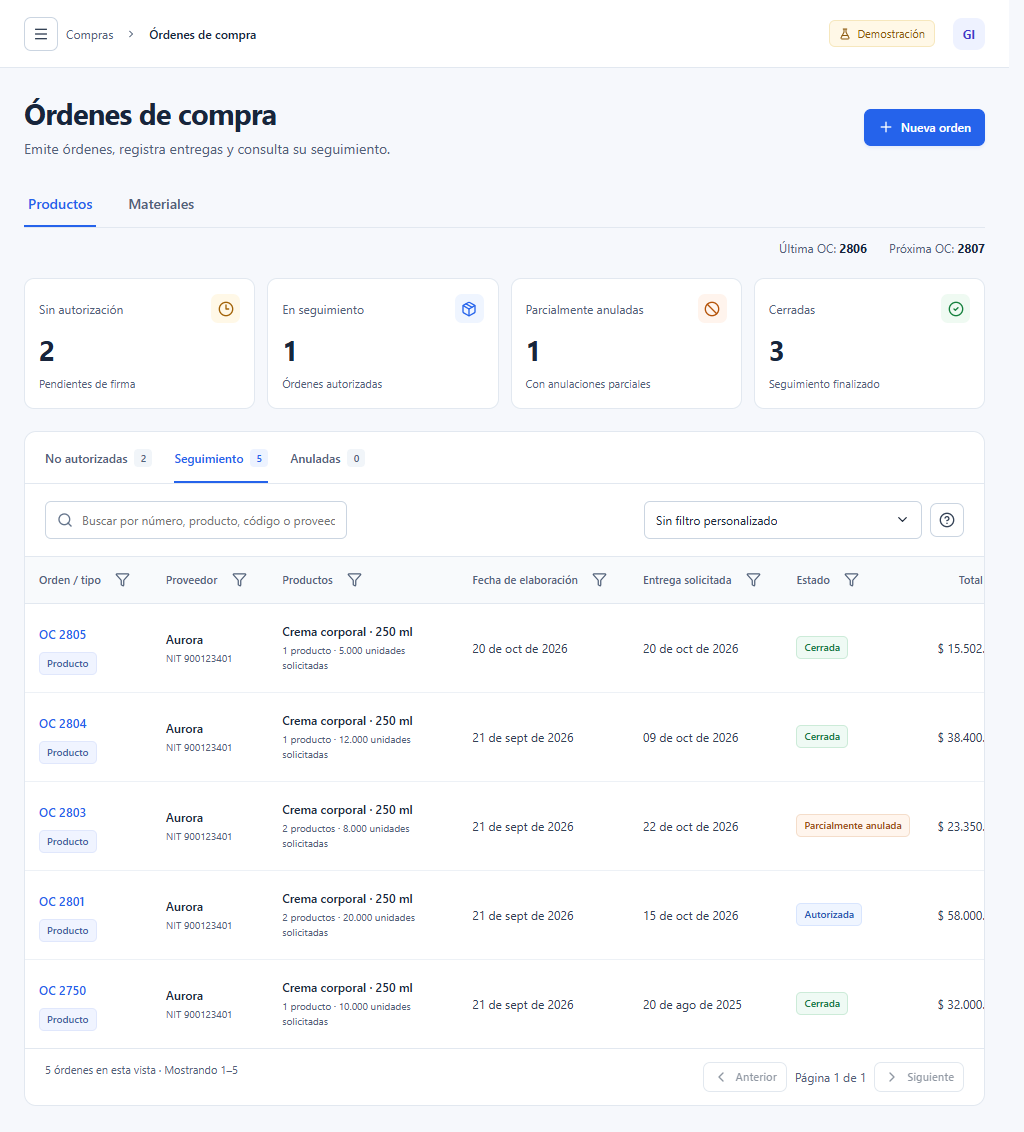 Compras > Órdenes de compra
Demostración
GI
Órdenes de compra
Emite órdenes, registra entregas y consulta su seguimiento.
+ Nueva orden
Productos Materiales
Última OC: 2806 Próxima OC: 2807
Sin autorización
2
Pendientes de firma
En seguimiento
1
Órdenes autorizadas
Parcialmente anuladas
1
Con anulaciones parciales
Cerradas
3
Seguimiento finalizado
No autorizadas 2 Seguimiento 5 Anuladas 0
Buscar por número, producto, código o proveec
Sin filtro personalizado
Orden / tipo Proveedor Productos Fecha de elaboración Entrega solicitada Estado Total
OC 2805
Producto
Aurora
NIT 900123401
Crema corporal · 250 ml
1 producto · 5.000 unidades
solicitadas
20 de oct de 2026
20 de oct de 2026
Cerrada
$ 15.502.
OC 2804
Producto
Aurora
NIT 900123401
Crema corporal · 250 ml
1 producto · 12.000 unidades
solicitadas
21 de sept de 2026
09 de oct de 2026
Cerrada
$ 38.400.
OC 2803
Producto
Aurora
NIT 900123401
Crema corporal · 250 ml
2 productos · 8.000 unidades
solicitadas
21 de sept de 2026
22 de oct de 2026
Parcialmente anulada
$ 23.350.
OC 2801
Producto
Aurora
NIT 900123401
Crema corporal · 250 ml
2 productos · 20.000 unidades
solicitadas
21 de sept de 2026
15 de oct de 2026
Autorizada
$ 58.000.
OC 2750
Producto
Aurora
NIT 900123401
Crema corporal · 250 ml
1 producto · 10.000 unidades
solicitadas
21 de sept de 2026
20 de ago de 2025
Cerrada
$ 32.000.
5 órdenes en esta vista · Mostrando 1–5
Anterior Página 1 de 1 Siguiente